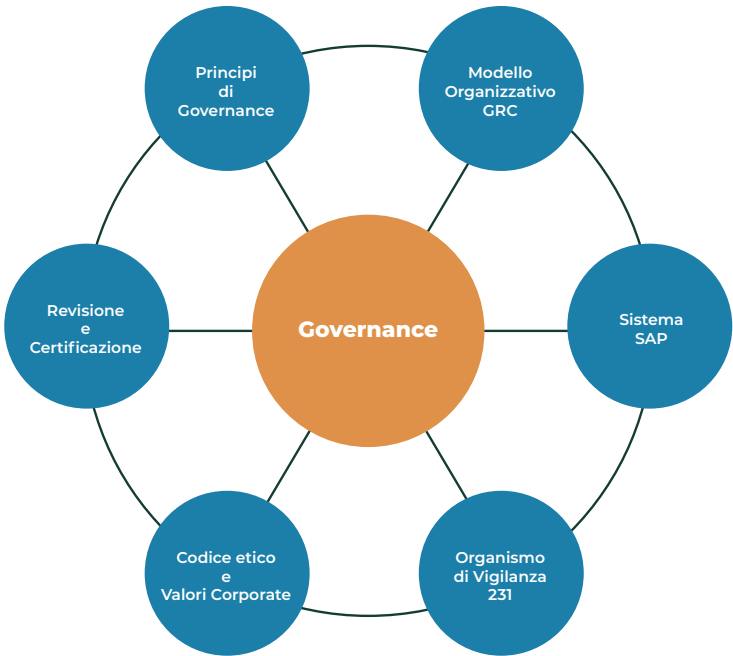 Principi
di
Governance
Modello
Organizzativo
GRC
Revisione
e
Certificazione
Governance
Sistema
SAP
Codice etico
e
Valori Corporate
Organismo
di Vigilanza
231